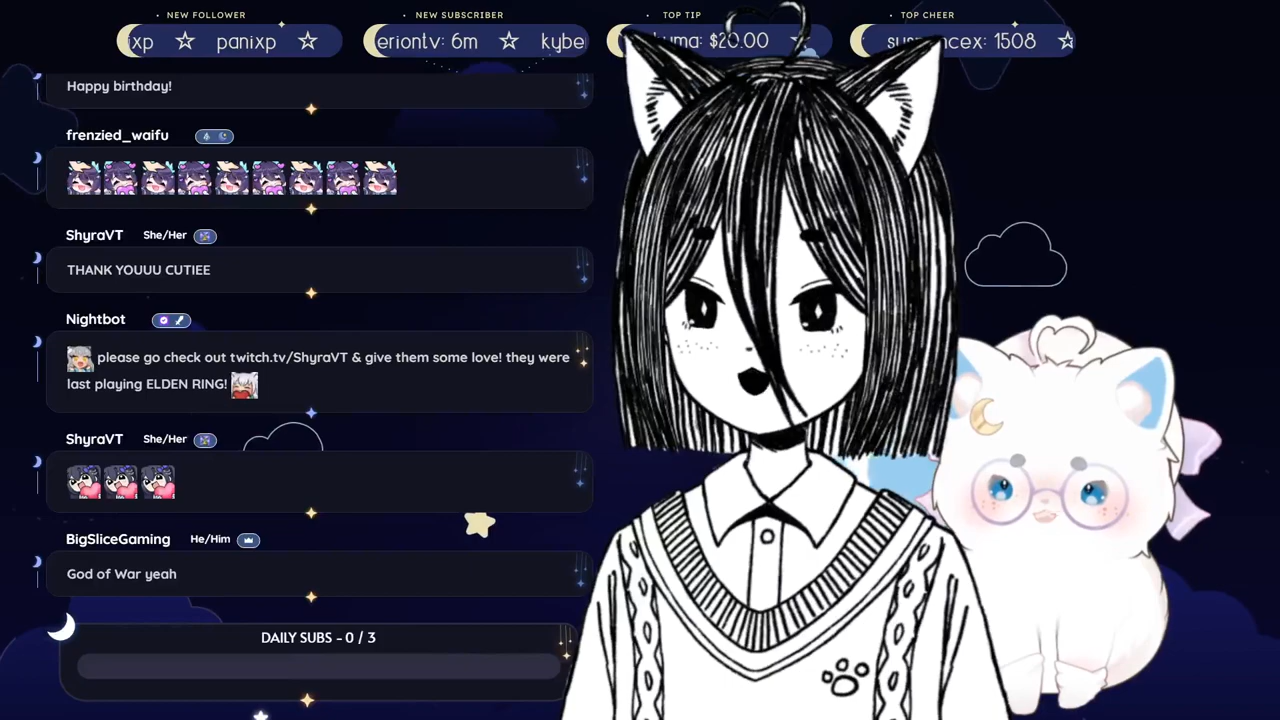 NEW FOLLOWER
NEW SUBSCRIBER
TOP TIP
TOP CHEER
ixp ☆ panixp ☆
eriontv: 6m ☆ kybe
uma: $20.00
1508 ☆
Happy birthday!
frenzied_waifu
ShyraVT She/Her
THANK YOUUU CUTIEE
Nightbot
please go check out twitch.tv/ShyraVT & give them some love! they were
last playing ELDEN RING!
ShyraVT She/Her
BigSliceGaming He/Him
God of War yeah
DAILY SUBS - 0 / 3